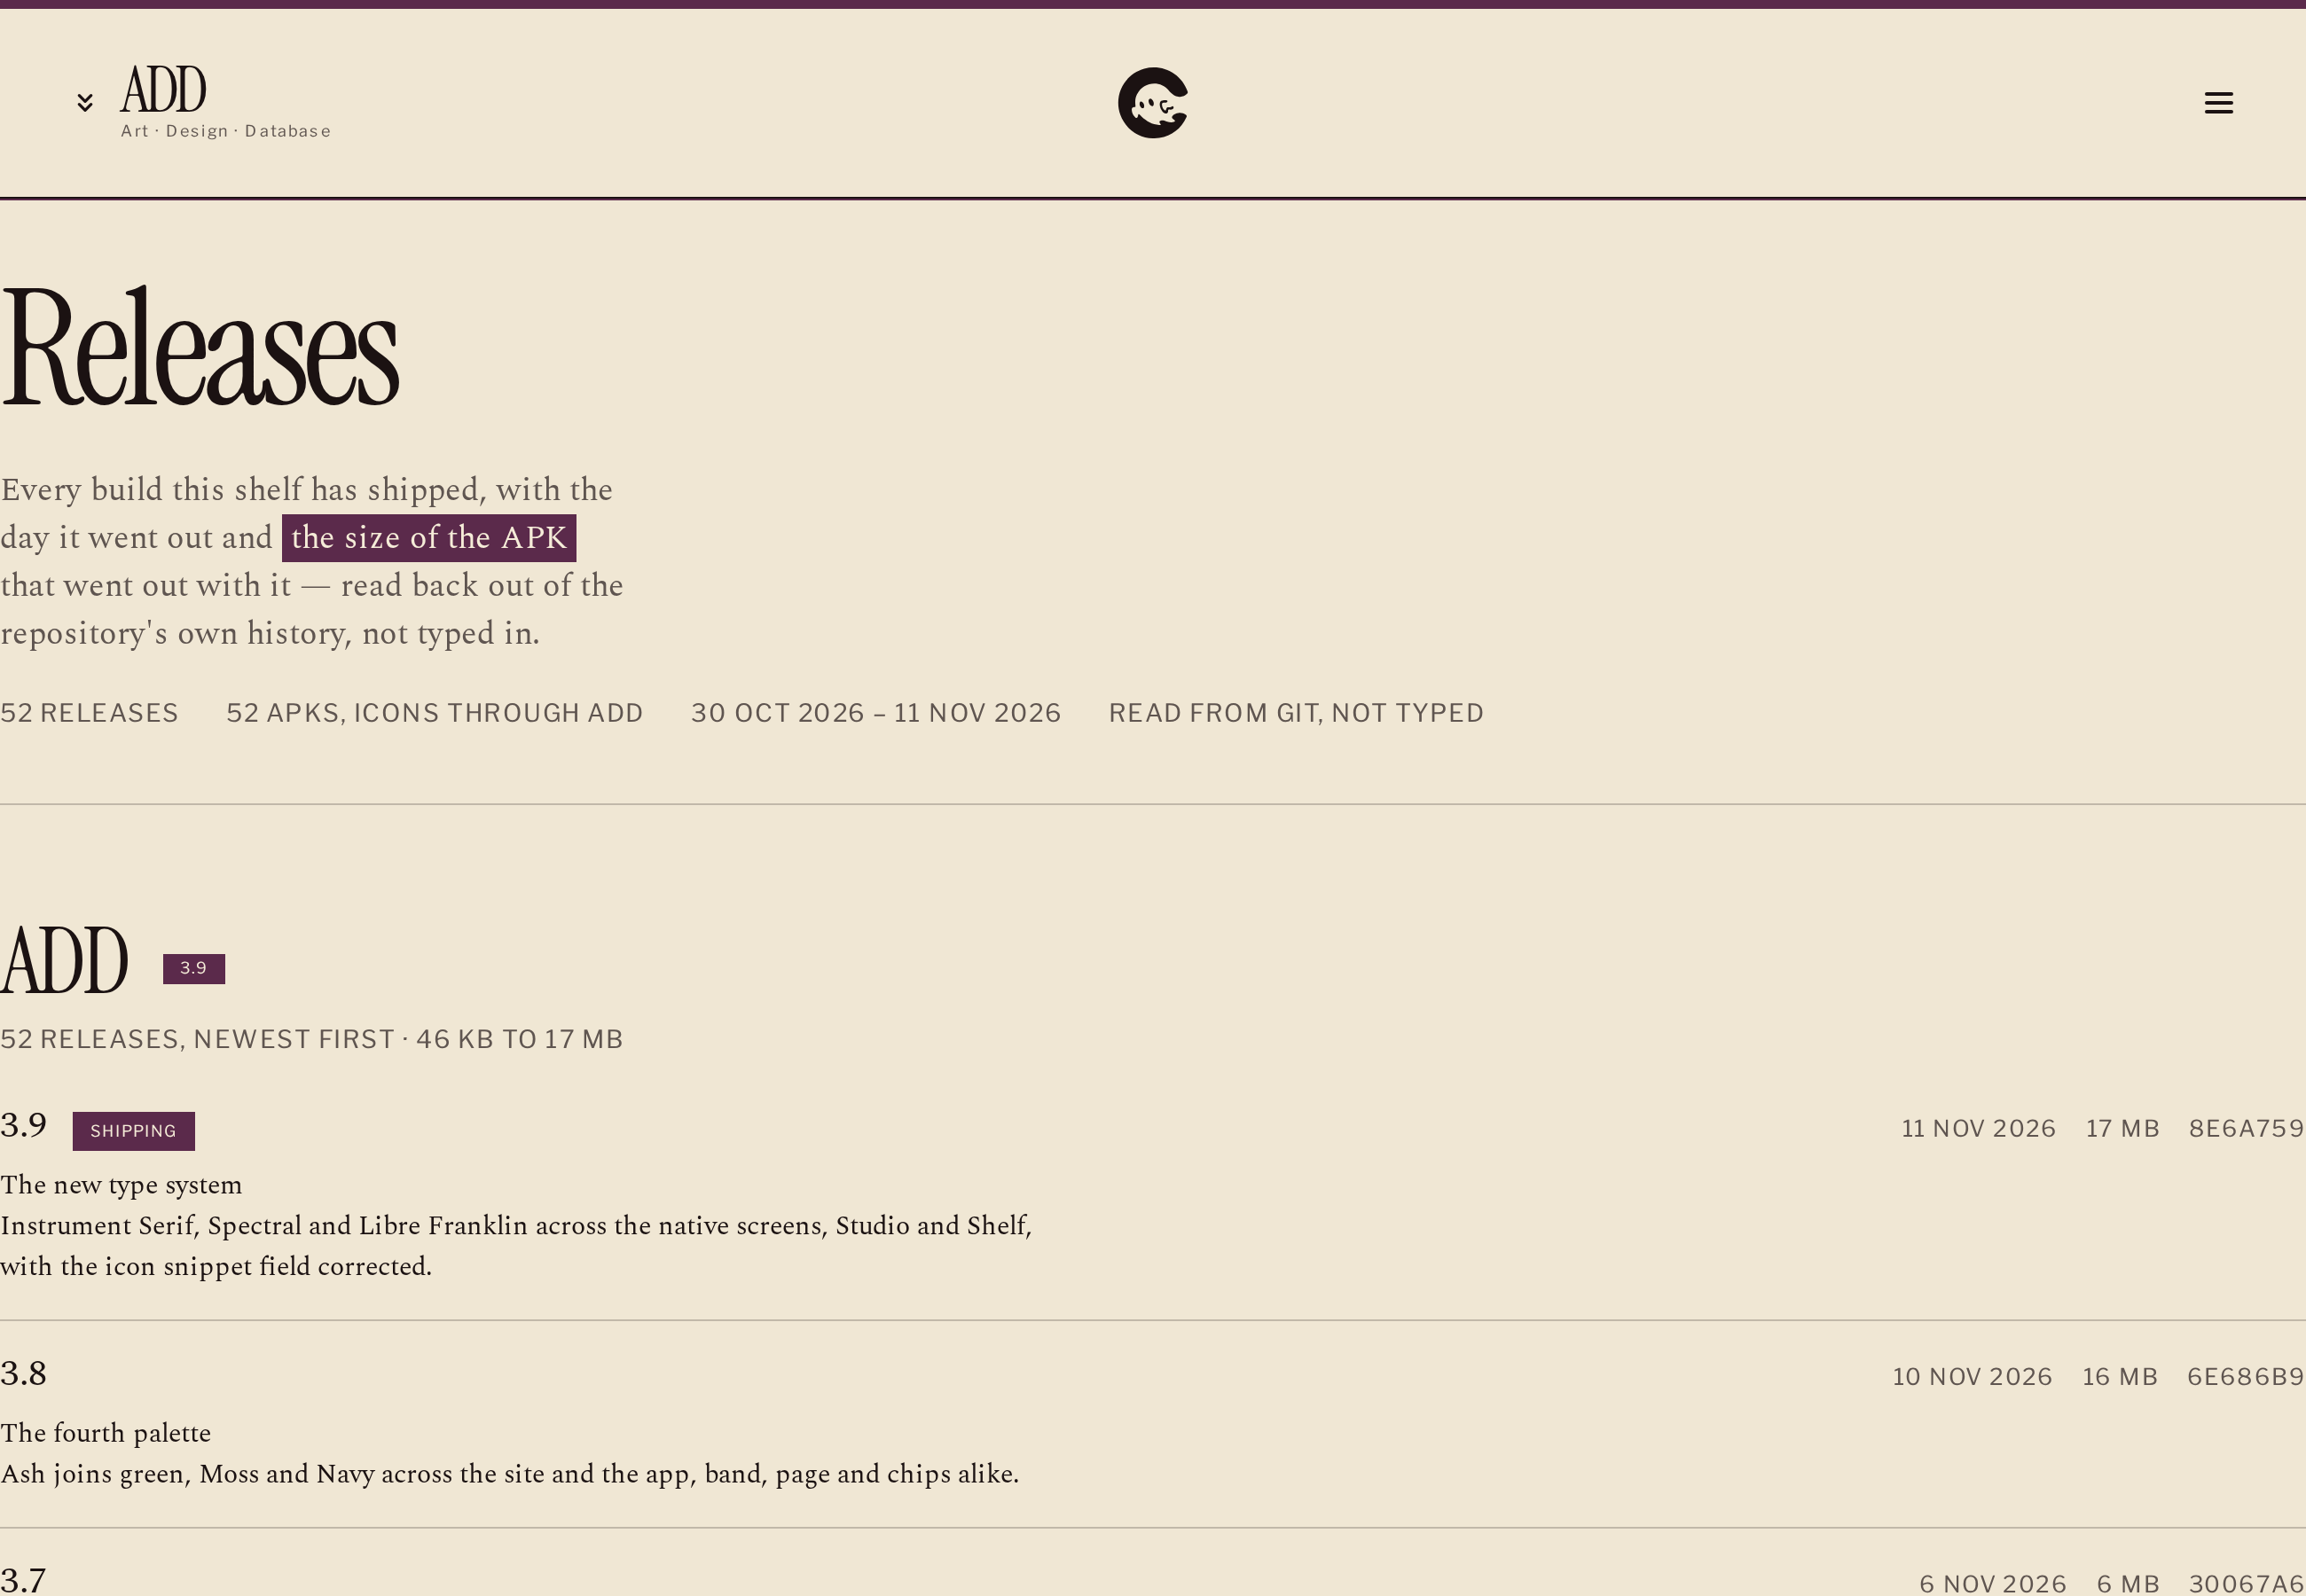 ADD
Art · Design · Database
Releases
Every build this shelf has shipped, with the
day it went out and the size of the APK
that went out with it — read back out of the
repository's own history, not typed in.
52 RELEASES 52 APKS, ICONS THROUGH ADD 30 OCT 2026 – 11 NOV 2026 READ FROM GIT, NOT TYPED
ADD 3.9
52 RELEASES, NEWEST FIRST · 46 KB TO 17 MB
3.9 SHIPPING 11 NOV 2026 17 MB 8E6A759
The new type system
Instrument Serif, Spectral and Libre Franklin across the native screens, Studio and Shelf,
with the icon snippet field corrected.
3.8 10 NOV 2026 16 MB 6E686B9
The fourth palette
Ash joins green, Moss and Navy across the site and the app, band, page and chips alike.
3.7 6 NOV 2026 6 MB 30067A6